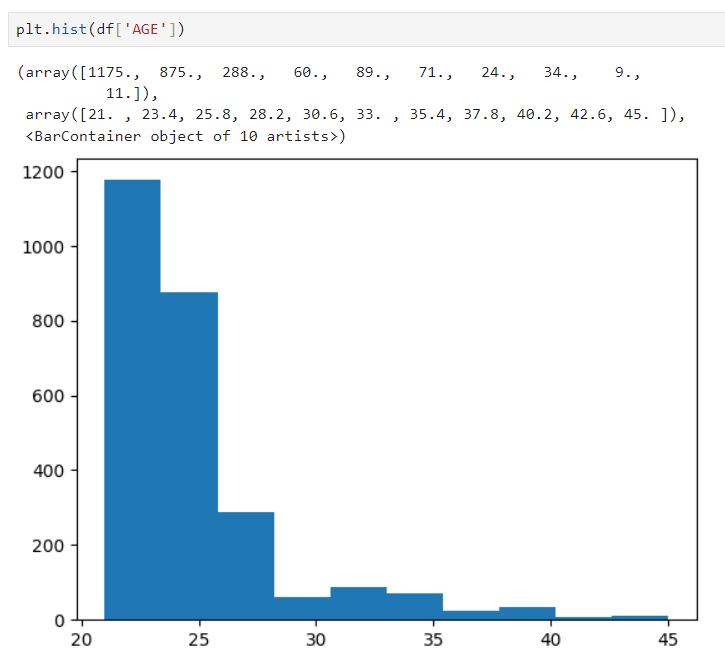 plt.hist(df['AGE'])
(array([1175., 875., 288., 60., 89., 71., 24., 34., 9.,
11.]),
array([21. , 23.4, 25.8, 28.2, 30.6, 33. , 35.4, 37.8, 40.2, 42.6, 45. ]),
<BarContainer object of 10 artists>)
1200
1000
800
600
400
200
0
20 25 30 35 40 45